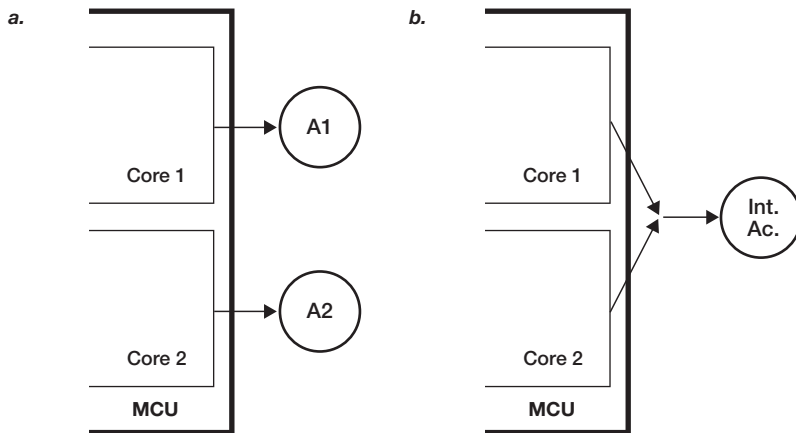 a.
Core 1
A1
Core 2
A2
MCU
b.
Core 1
Int.
Ac.
Core 2
MCU